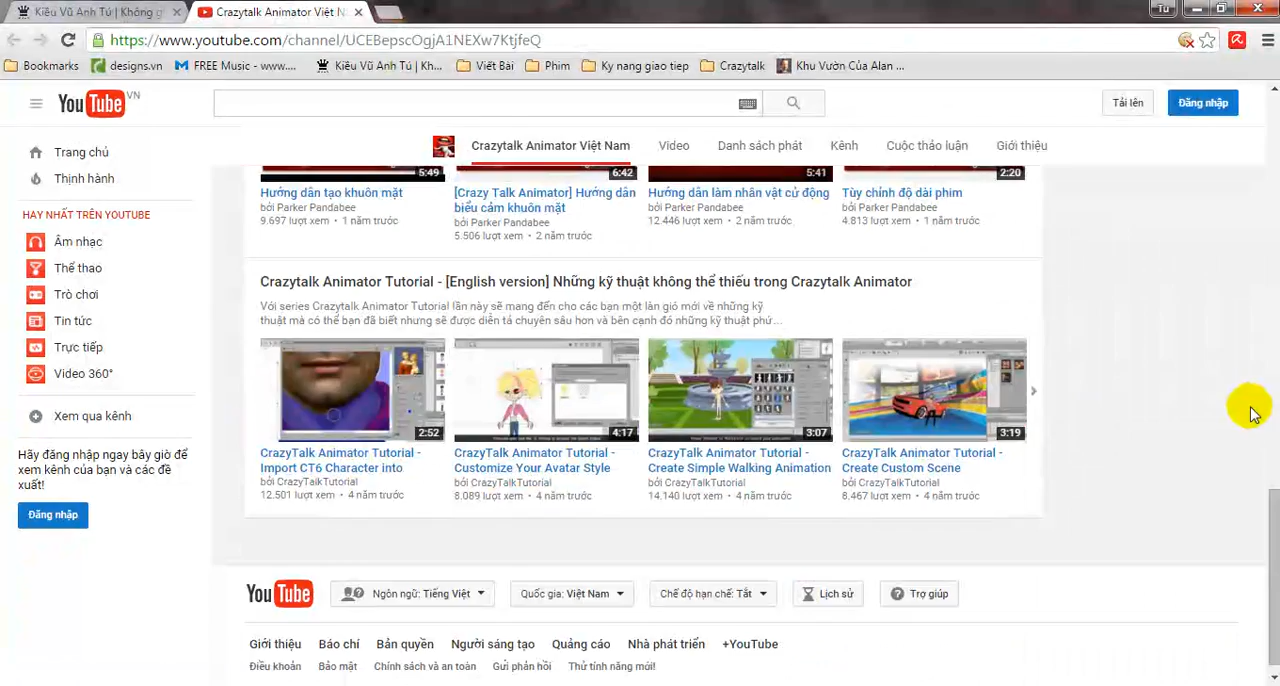 Kiều Vũ Anh Tú | Không g
Crazytalk Animator Việt N
Tu
https://www.youtube.com/channel/UCEBepscOgjA1NEXw7KtjfeQ
Bookmarks
designs.vn
FREE Music - www....
Kiều Vũ Anh Tú | Kh...
Viết Bài
Phim
Ky nang giao tiep
Crazytalk
Khu Vườn Của Alan ...
YouTube VN
Tải lên
Đăng nhập
Crazytalk Animator Việt Nam
Video
Danh sách phát
Kênh
Cuộc thảo luận
Giới thiệu
Trang chủ
Thịnh hành
HAY NHẤT TRÊN YOUTUBE
Âm nhạc
Thể thao
Trò chơi
Tin tức
Trực tiếp
Video 360°
Xem qua kênh
Hãy đăng nhập ngay bây giờ để
xem kênh của bạn và các đề
xuất!
Đăng nhập
5:49
Hướng dẫn tạo khuôn mặt
bởi Parker Pandabee
9.697 lượt xem • 1 năm trước
6:42
[Crazy Talk Animator] Hướng dẫn
biểu cảm khuôn mặt
bởi Parker Pandabee
5.506 lượt xem • 2 năm trước
5:41
Hướng dẫn làm nhân vật cử động
bởi Parker Pandabee
12.446 lượt xem • 2 năm trước
2:20
Tùy chỉnh độ dài phim
bởi Parker Pandabee
4.813 lượt xem • 1 năm trước
Crazytalk Animator Tutorial - [English version] Những kỹ thuật không thể thiếu trong Crazytalk Animator
Với series Crazytalk Animator Tutorial lần này sẽ mang đến cho các bạn một làn gió mới về những kỹ
thuật mà có thể bạn đã biết nhưng sẽ được diễn tả chuyên sâu hơn và bên cạnh đó những kỹ thuật phứ...
2:52
CrazyTalk Animator Tutorial -
Import CT6 Character into
bởi CrazyTalkTutorial
12.501 lượt xem • 4 năm trước
4:17
CrazyTalk Animator Tutorial -
Customize Your Avatar Style
bởi CrazyTalkTutorial
8.089 lượt xem • 4 năm trước
3:07
CrazyTalk Animator Tutorial -
Create Simple Walking Animation
bởi CrazyTalkTutorial
14.140 lượt xem • 4 năm trước
3:19
CrazyTalk Animator Tutorial -
Create Custom Scene
bởi CrazyTalkTutorial
8.467 lượt xem • 4 năm trước
YouTube
Ngôn ngữ: Tiếng Việt
Quốc gia: Việt Nam
Chế độ hạn chế: Tắt
Lịch sử
Trợ giúp
Giới thiệu
Báo chí
Bản quyền
Người sáng tạo
Quảng cáo
Nhà phát triển
+YouTube
Điều khoản
Bảo mật
Chính sách và an toàn
Gửi phản hồi
Thử tính năng mới!